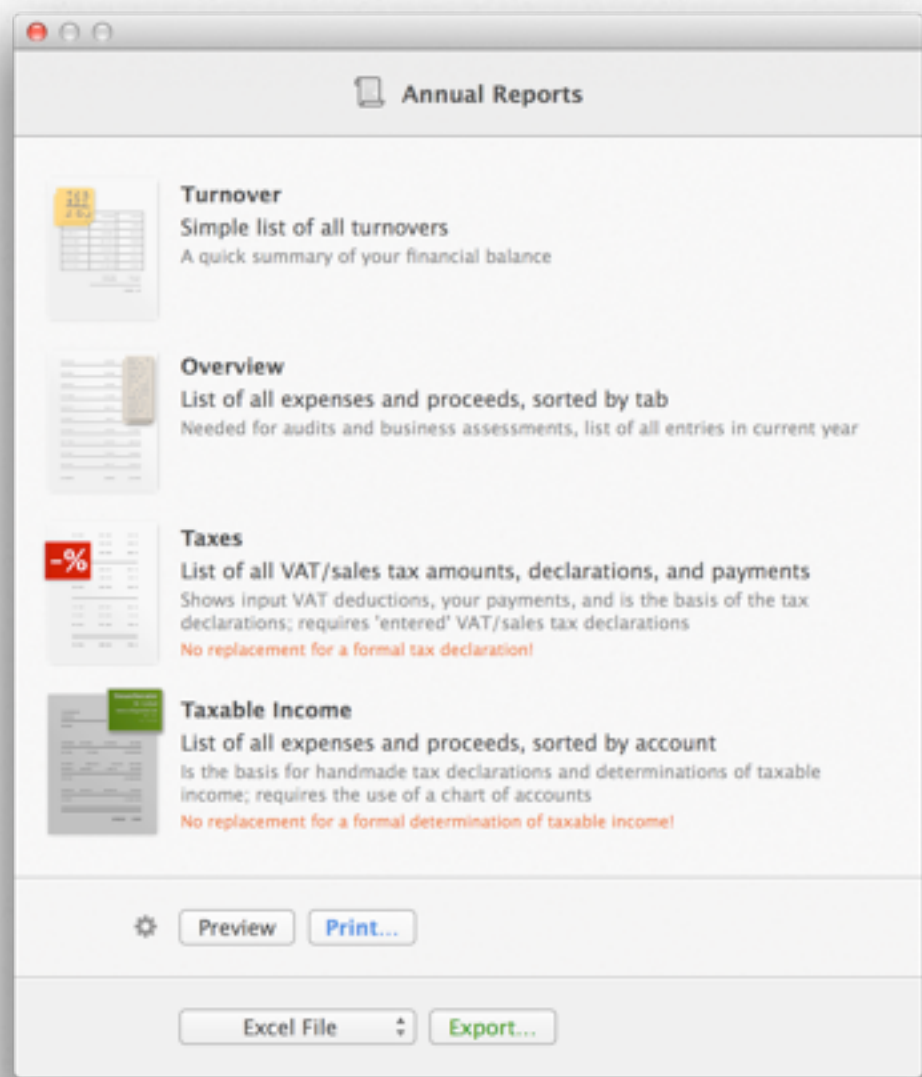 Annual Reports
Turnover
Simple list of all turnovers
A quick summary of your financial balance
Overview
List of all expenses and proceeds, sorted by tab
Needed for audits and business assessments, list of all entries in current year
-%
Taxes
List of all VAT/sales tax amounts, declarations, and payments
Shows input VAT deductions, your payments, and is the basis of the tax
declarations; requires 'entered' VAT/sales tax declarations
No replacement for a formal tax declaration!
Taxable Income
List of all expenses and proceeds, sorted by account
Is the basis for handmade tax declarations and determinations of taxable
income; requires the use of a chart of accounts
No replacement for a formal determination of taxable income!
Preview
Print...
Excel File
Export...